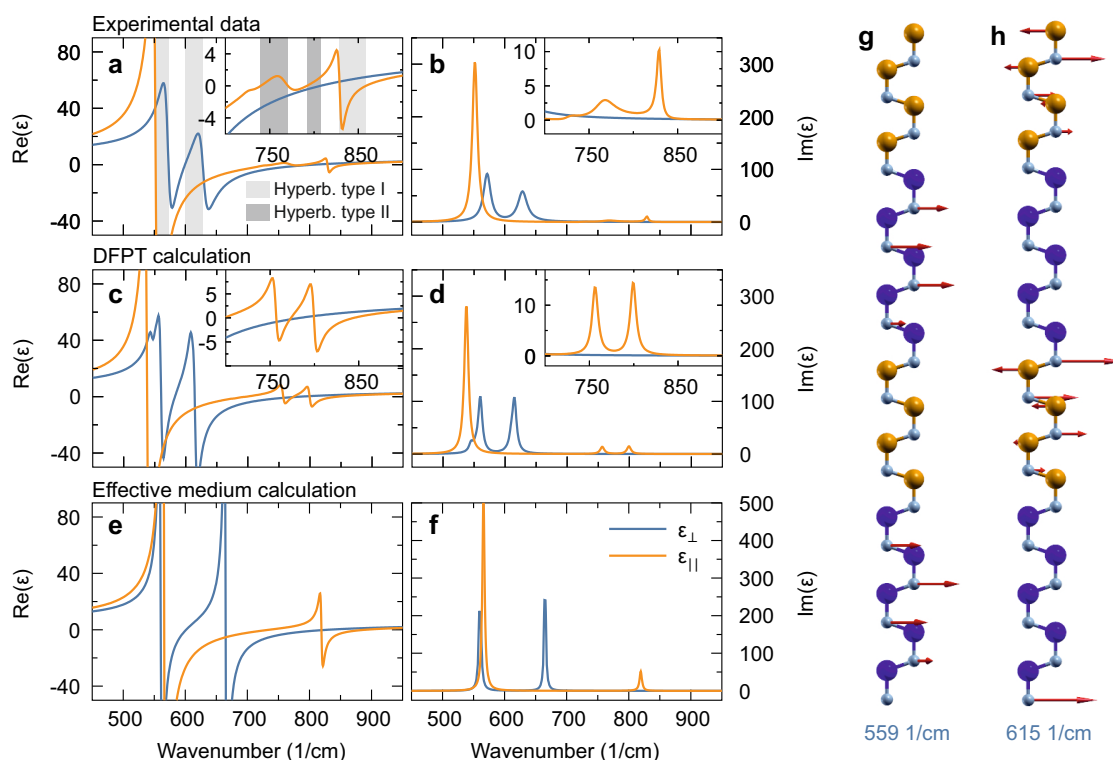 Experimental data
g
h
80
40
0
-40
Re(ε)
a
4
0
-4
750
850
Hyperb. type I
Hyperb. type II
b
10
5
0
750
850
300
200
100
0
Im(ε)
DFPT calculation
80
40
0
-40
Re(ε)
c
5
0
-5
750
850
d
10
5
0
750
850
300
200
100
0
Im(ε)
Effective medium calculation
80
40
0
-40
Re(ε)
e
f
ε⊥
ε||
500
400
300
200
100
0
Im(ε)
500 600 700 800 900
500 600 700 800 900
Wavenumber (1/cm)
Wavenumber (1/cm)
559 1/cm
615 1/cm